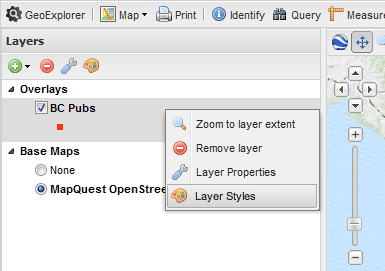 GeoExplorer Map Print Identify Query Measure
Layers
Overlays
BC Pubs
Zoom to layer extent
Remove layer
Layer Properties
Layer Styles
Base Maps
None
MapQuest OpenStree